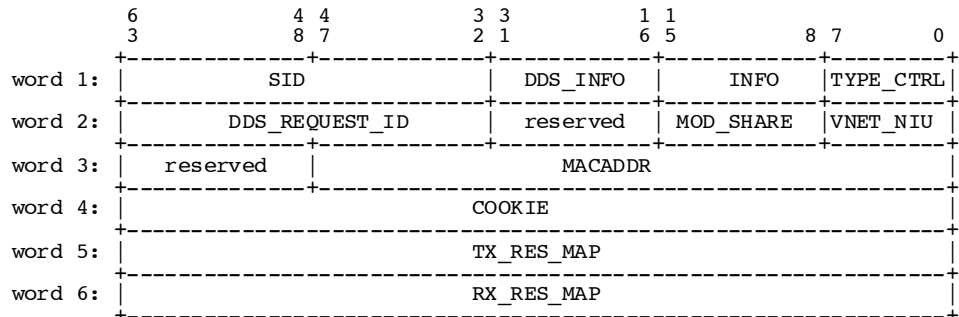 6 4 4 3 3 1 1
3 8 7 2 1 6 5 8 7 0
+------------+-----------+----------+----------+--------+
word 1: | SID | DDS_INFO | INFO |TYPE_CTRL|
+------------+-----------+----------+----------+--------+
word 2: | DDS_REQUEST_ID | reserved | MOD_SHARE |VNET_NIU |
+------------+-----------+----------+----------+--------+
word 3: | reserved | MACADDR |
+------------+------------------------------------------+
word 4: | COOKIE |
+-------------------------------------------------------+
word 5: | TX_RES_MAP |
+-------------------------------------------------------+
word 6: | RX_RES_MAP |
+-------------------------------------------------------+